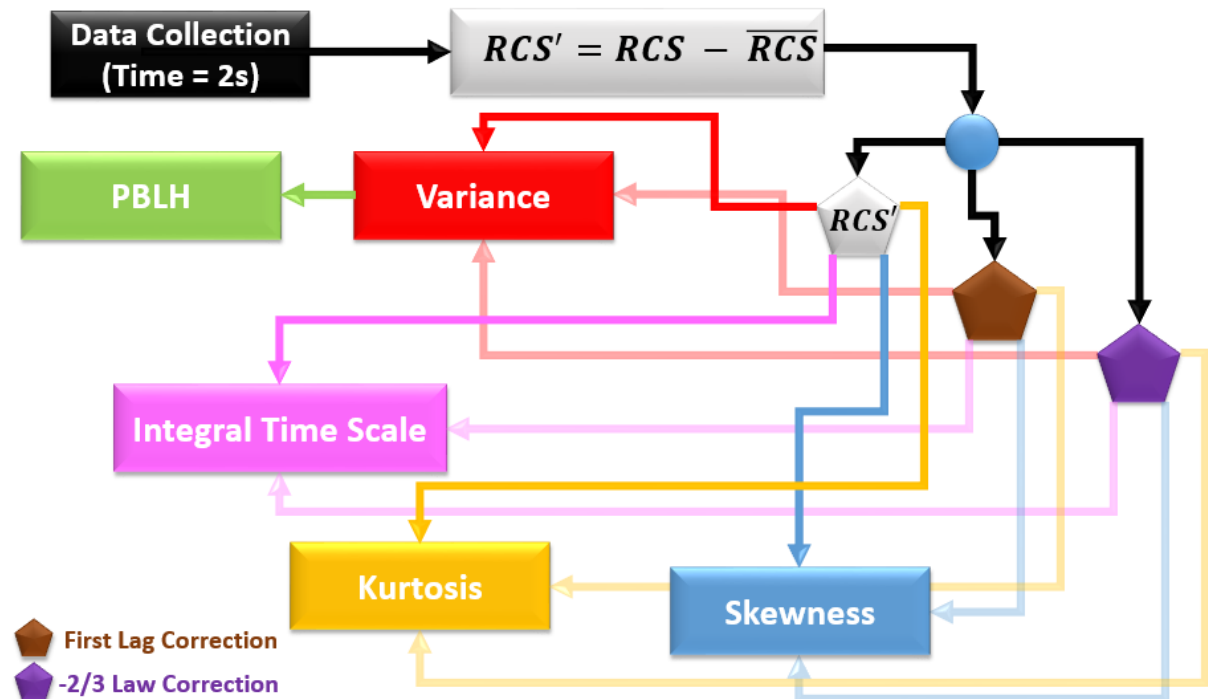 Data Collection
(Time = 2s)
RCS′ = RCS − \overline{RCS}
PBLH
Variance
RCS′
Integral Time Scale
Kurtosis
Skewness
First Lag Correction
-2/3 Law Correction